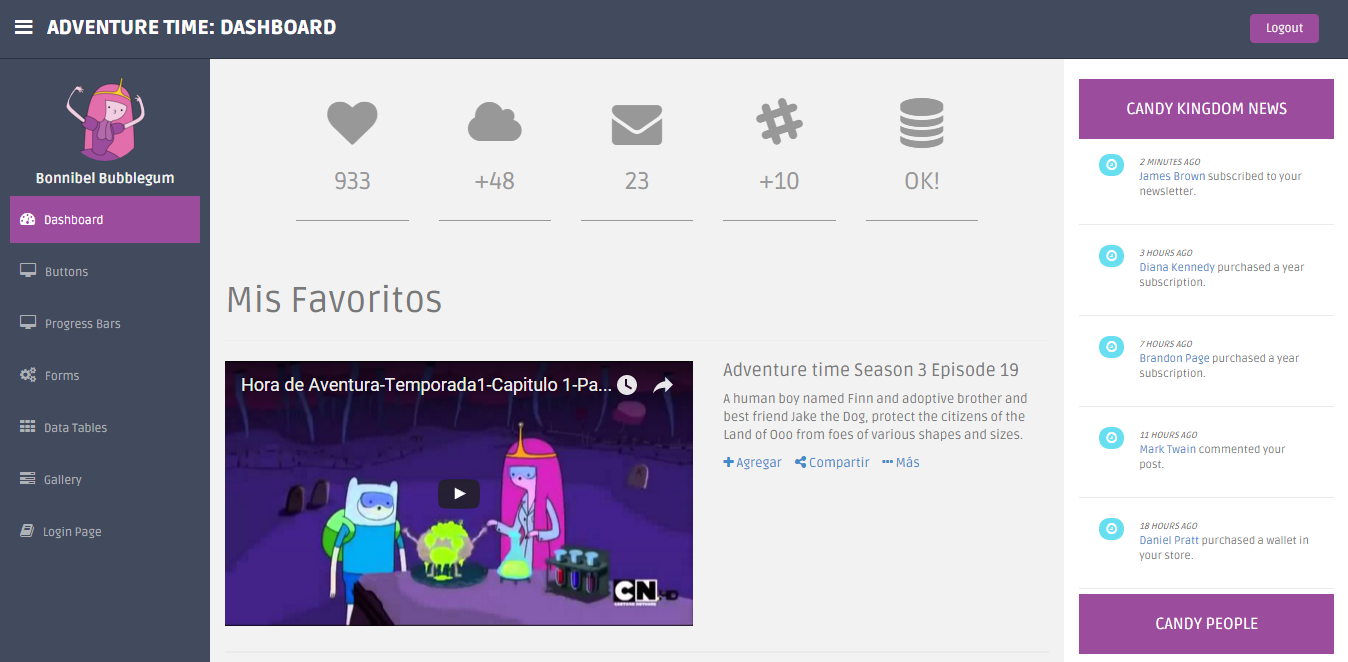 ADVENTURE TIME: DASHBOARD
Logout
Bonnibel Bubblegum
Dashboard
Buttons
Progress Bars
Forms
Data Tables
Gallery
Login Page
933
+48
23
+10
OK!
Mis Favoritos
Hora de Aventura-Temporada1-Capitulo 1-Pa...
CN HD
CARTOON NETWORK
Adventure time Season 3 Episode 19
A human boy named Finn and adoptive brother and
best friend Jake the Dog, protect the citizens of the
Land of Ooo from foes of various shapes and sizes.
Agregar Compartir Más
CANDY KINGDOM NEWS
2 MINUTES AGO
James Brown subscribed to your
newsletter.
3 HOURS AGO
Diana Kennedy purchased a year
subscription.
7 HOURS AGO
Brandon Page purchased a year
subscription.
11 HOURS AGO
Mark Twain commented your
post.
18 HOURS AGO
Daniel Pratt purchased a wallet in
your store.
CANDY PEOPLE